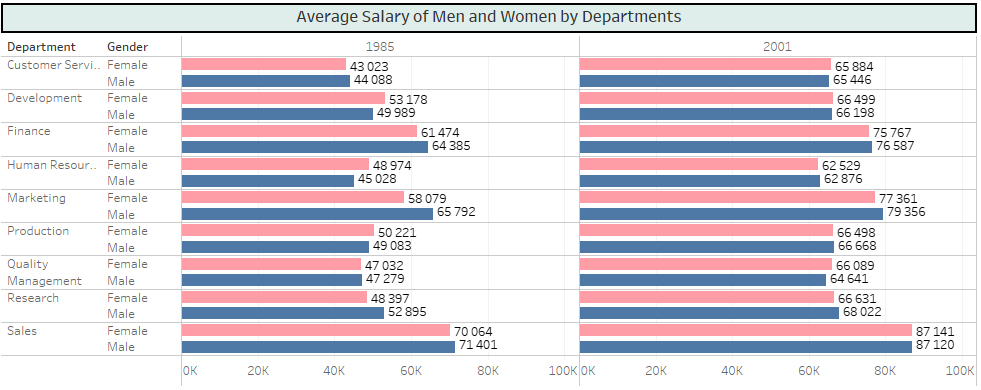 Average Salary of Men and Women by Departments
Department Gender 1985 2001
Customer Servi.. Female 43 023 65 884
Male 44 088 65 446
Development Female 53 178 66 499
Male 49 989 66 198
Finance Female 61 474 75 767
Male 64 385 76 587
Human Resour.. Female 48 974 62 529
Male 45 028 62 876
Marketing Female 58 079 77 361
Male 65 792 79 356
Production Female 50 221 66 498
Male 49 083 66 668
Quality Female 47 032 66 089
Management Male 47 279 64 641
Research Female 48 397 66 631
Male 52 895 68 022
Sales Female 70 064 87 141
Male 71 401 87 120
0K 20K 40K 60K 80K 100K 0K 20K 40K 60K 80K 100K